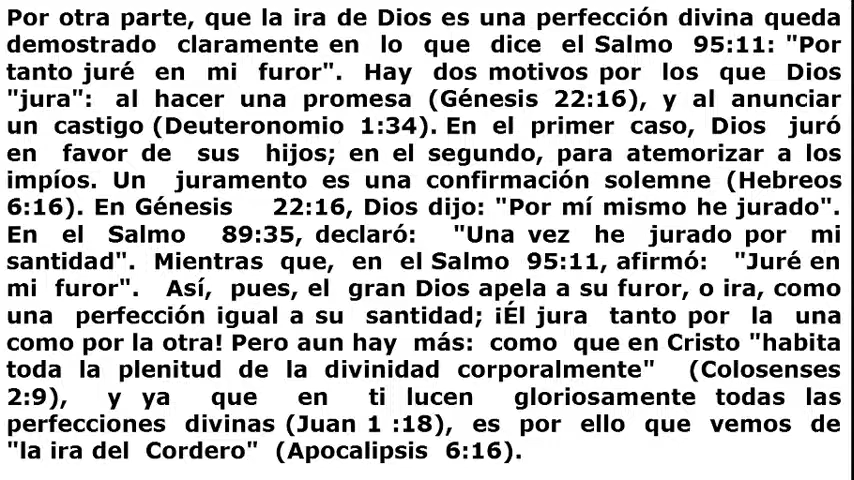 Por otra parte, que la ira de Dios es una perfección divina queda
demostrado claramente en lo que dice el Salmo 95:11: "Por
tanto juré en mi furor". Hay dos motivos por los que Dios
"jura": al hacer una promesa (Génesis 22:16), y al anunciar
un castigo (Deuteronomio 1:34). En el primer caso, Dios juró
en favor de sus hijos; en el segundo, para atemorizar a los
impíos. Un juramento es una confirmación solemne (Hebreos
6:16). En Génesis 22:16, Dios dijo: "Por mí mismo he jurado".
En el Salmo 89:35, declaró: "Una vez he jurado por mi
santidad". Mientras que, en el Salmo 95:11, afirmó: "Juré en
mi furor". Así, pues, el gran Dios apela a su furor, o ira, como
una perfección igual a su santidad; ¡Él jura tanto por la una
como por la otra! Pero aun hay más: como que en Cristo "habita
toda la plenitud de la divinidad corporalmente" (Colosenses
2:9), y ya que en ti lucen gloriosamente todas las
perfecciones divinas (Juan 1 :18), es por ello que vemos de
"la ira del Cordero" (Apocalipsis 6:16).